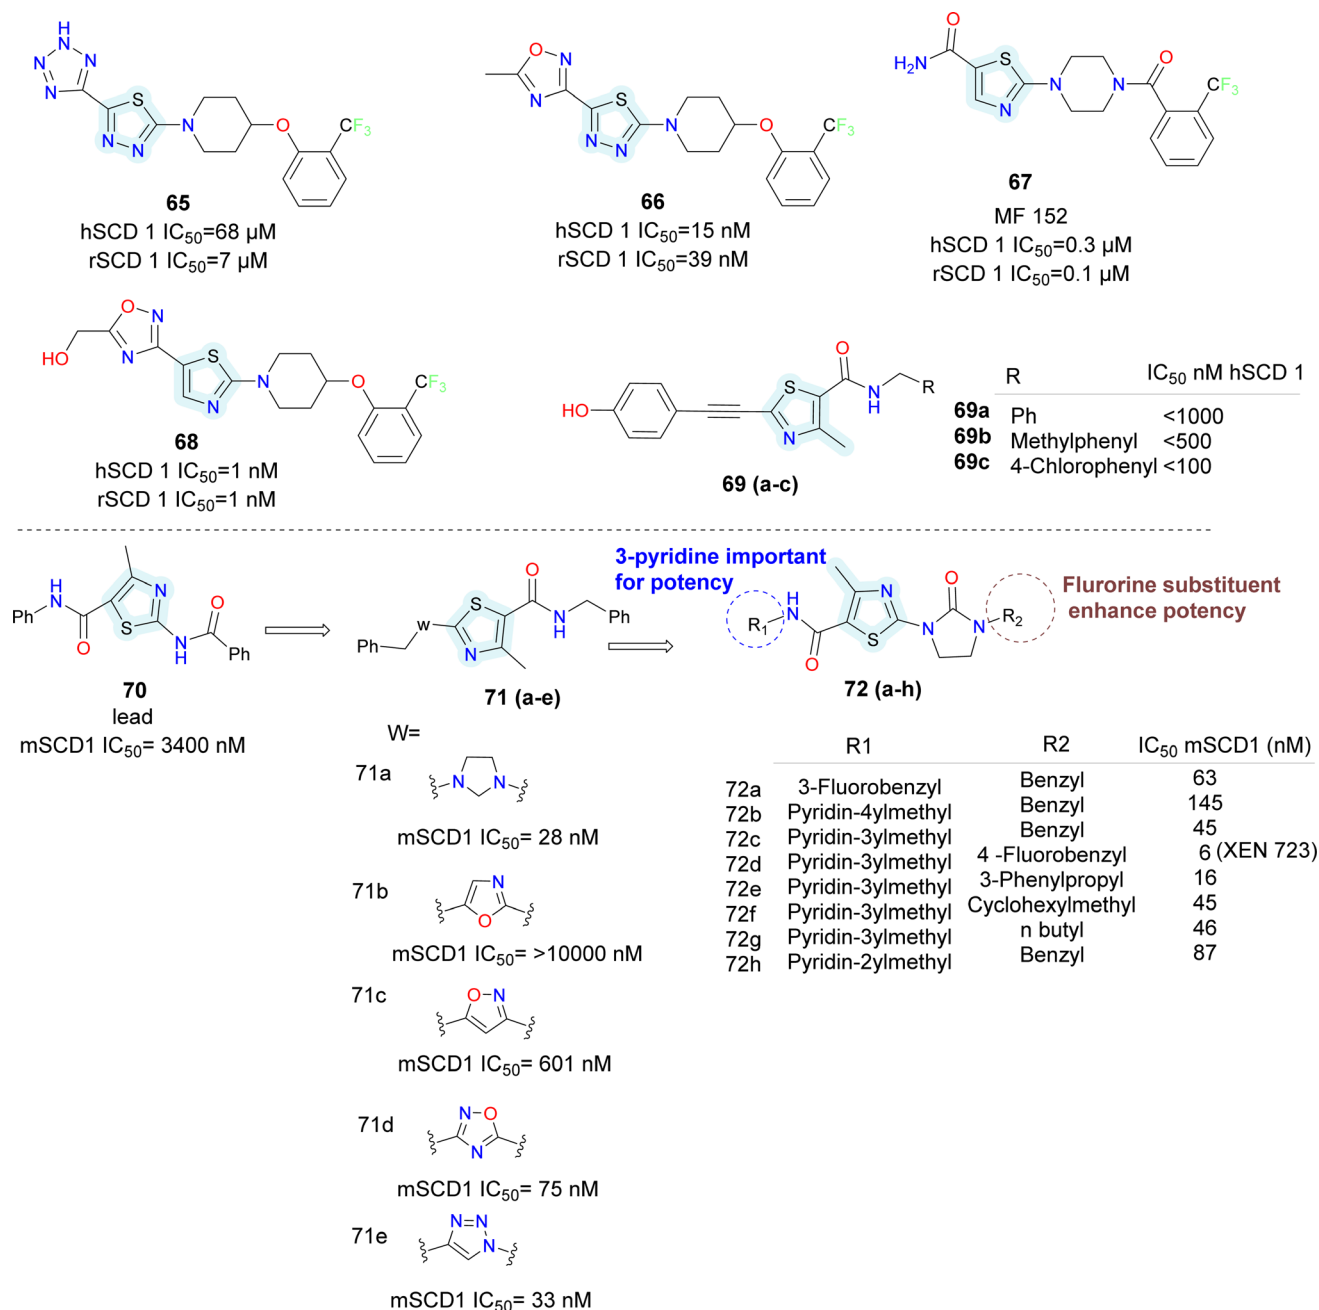 65
hSCD 1 IC50=68 µM
rSCD 1 IC50=7 µM
66
hSCD 1 IC50=15 nM
rSCD 1 IC50=39 nM
67
MF 152
hSCD 1 IC50=0.3 µM
rSCD 1 IC50=0.1 µM
68
hSCD 1 IC50=1 nM
rSCD 1 IC50=1 nM
69 (a-c)
R IC50 nM hSCD 1
69a Ph <1000
69b Methylphenyl <500
69c 4-Chlorophenyl <100
70
lead
mSCD1 IC50= 3400 nM
71 (a-e)
W=
71a
mSCD1 IC50= 28 nM
71b
mSCD1 IC50= >10000 nM
71c
mSCD1 IC50= 601 nM
71d
mSCD1 IC50= 75 nM
71e
mSCD1 IC50= 33 nM
3-pyridine important
for potency
Flurorine substituent
enhance potency
72 (a-h)
R1 R2 IC50 mSCD1 (nM)
72a 3-Fluorobenzyl Benzyl 63
72b Pyridin-4ylmethyl Benzyl 145
72c Pyridin-3ylmethyl Benzyl 45
72d Pyridin-3ylmethyl 4 -Fluorobenzyl 6 (XEN 723)
72e Pyridin-3ylmethyl 3-Phenylpropyl 16
72f Pyridin-3ylmethyl Cyclohexylmethyl 45
72g Pyridin-3ylmethyl n butyl 46
72h Pyridin-2ylmethyl Benzyl 87